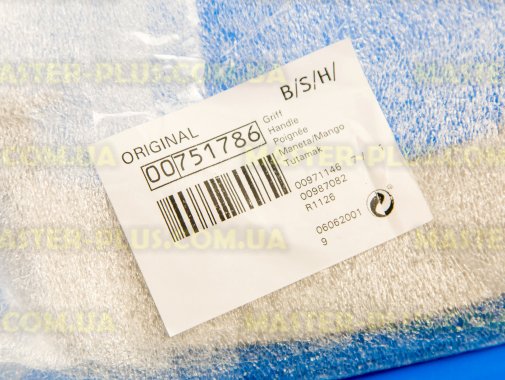 B/S/H/
ORIGINAL
00751786
Griff
Handle
Poignée
Maneta/Mango
Tutamak
00971146
00987082
R1126
06062001
9
MASTER-PLUS.COM.UA